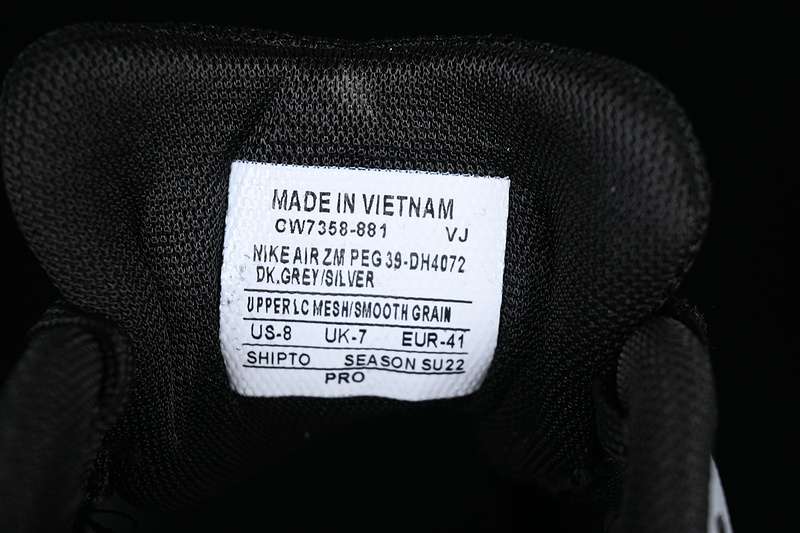 MADE IN VIETNAM
CW7358-881 VJ
NIKE AIR ZM PEG 39-DH4072
DK.GREY/SILVER
UPPER LC MESH/SMOOTH GRAIN
US-8 UK-7 EUR-41
SHIPTO SEASON SU22
PRO